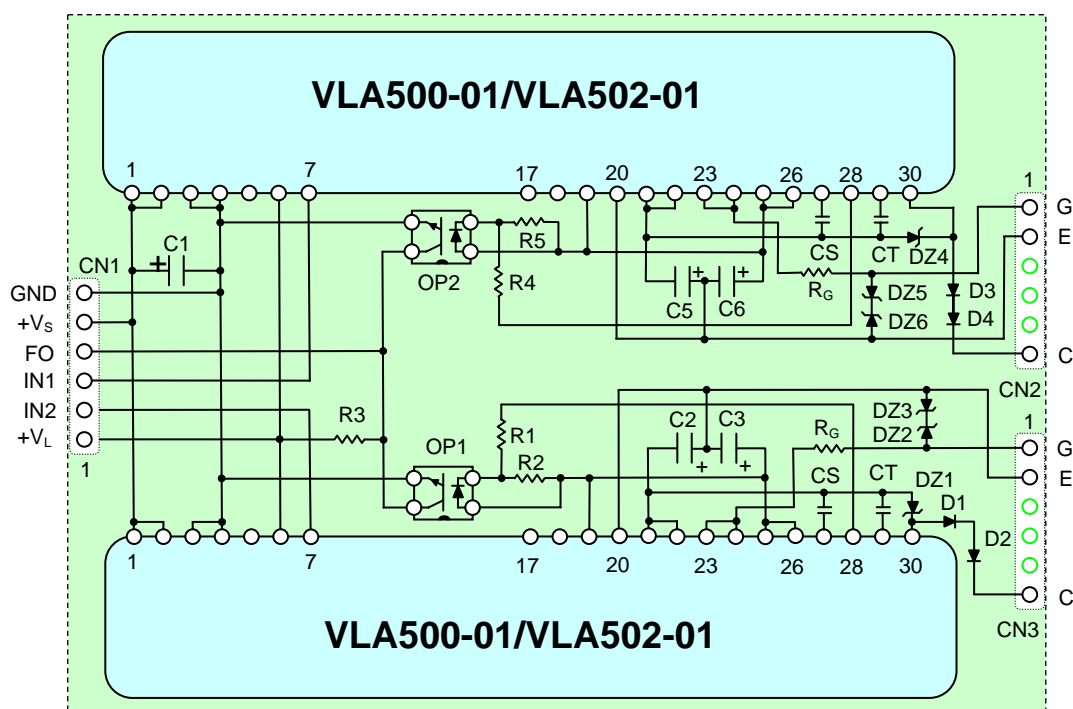 VLA500-01/VLA502-01
1
7
17
20
23
26
28
30
1
G
E
C1
+
R5
CS
CT
DZ4
CN1
OP2
R4
RG
DZ5
D3
GND
+ +
C5
C6
DZ6
D4
+VS
FO
C
IN1
CN2
IN2
R3
C2
C3
DZ3
1
+VL
R1
RG
DZ2
G
1
OP1
R2
+ +
CS
CT
DZ1
D1
E
D2
1
7
17
20
23
26
28
30
C
VLA500-01/VLA502-01
CN3